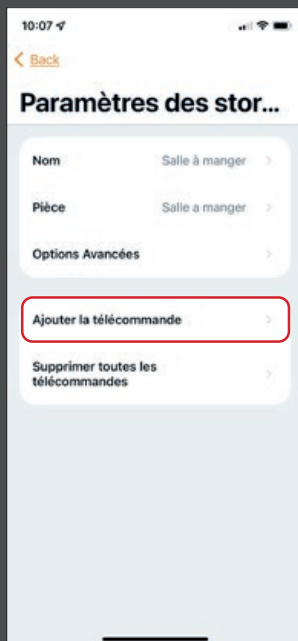 10:07
Back
Paramètres des stor...
Nom Salle à manger
Pièce Salle a manger
Options Avancées
Ajouter la télécommande
Supprimer toutes les
télécommandes